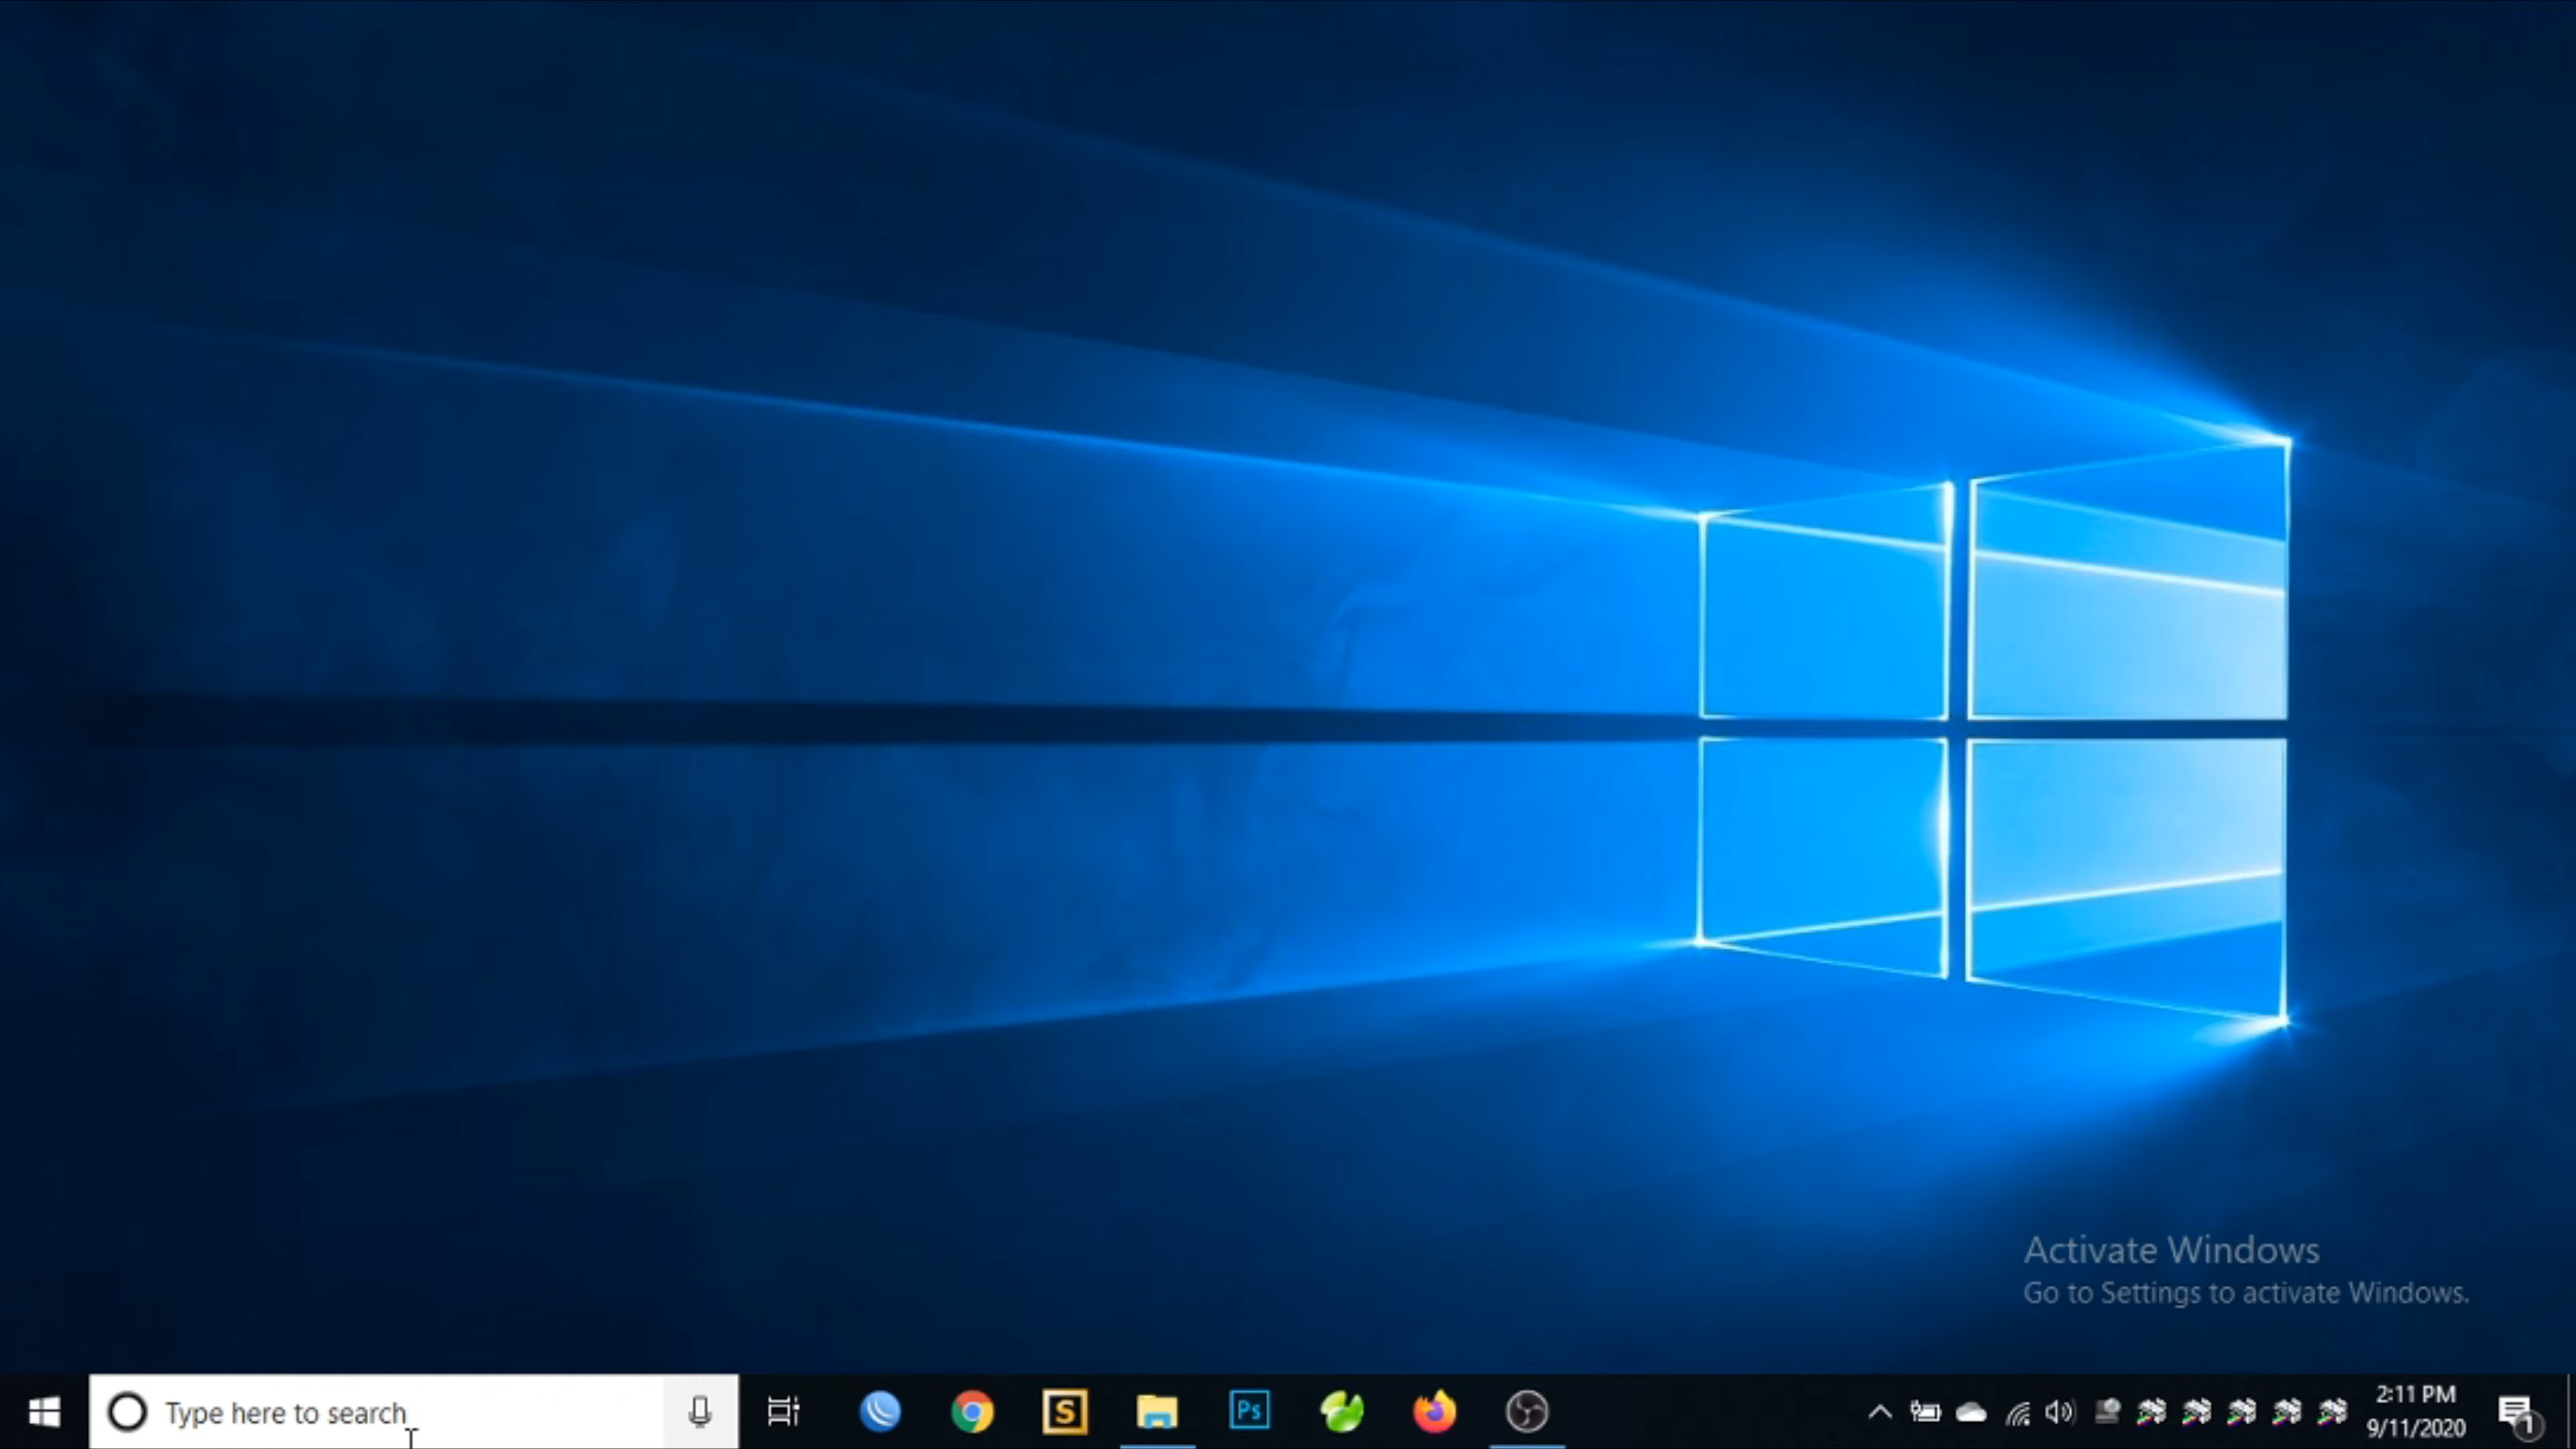 Activate Windows
Go to Settings to activate Windows.
Type here to search
S
Ps
2:11 PM
9/11/2020
1